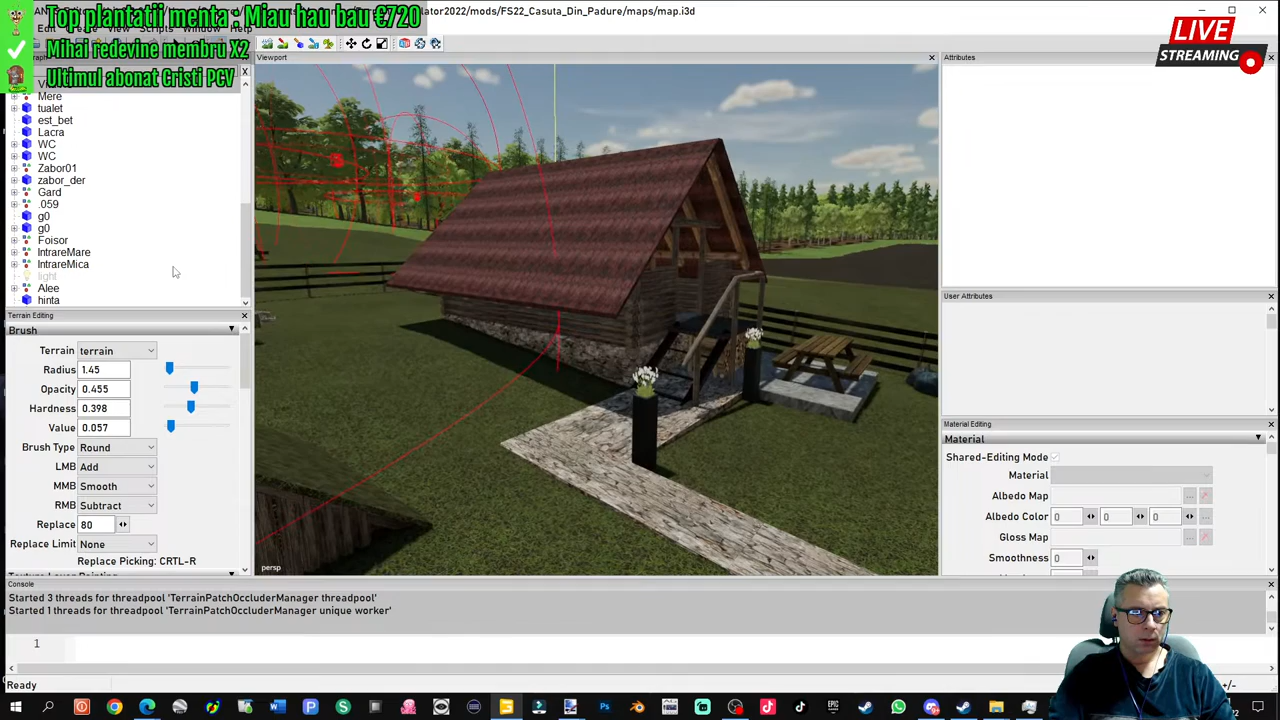 Top plantatii menta : Miau hau bau €720
Mihai redevine membru X2
Ultimul abonat Cristi PCV
lator2022/mods/FS22_Casuta_Din_Padure/maps/map.i3d
LIVE
STREAMING
Viewport
Attributes
Mere
tualet
est_bet
Lacra
WC
WC
Zabor01
zabor_der
Gard
.059
g0
g0
Foisor
IntrareMare
IntrareMica
light
Alee
hinta
Terrain Editing
Brush
Terrain terrain
Radius 1.45
Opacity 0.455
Hardness 0.398
Value 0.057
Brush Type Round
LMB Add
MMB Smooth
RMB Subtract
Replace 80
Replace Limit None
Replace Picking: CRTL-R
persp
User Attributes
Material Editing
Material
Shared-Editing Mode
Material
Albedo Map
Albedo Color 0 0 0
Gloss Map
Smoothness 0
Console
Started 3 threads for threadpool 'TerrainPatchOccluderManager threadpool'
Started 1 threads for threadpool 'TerrainPatchOccluderManager unique worker'
1
Ready
+/-